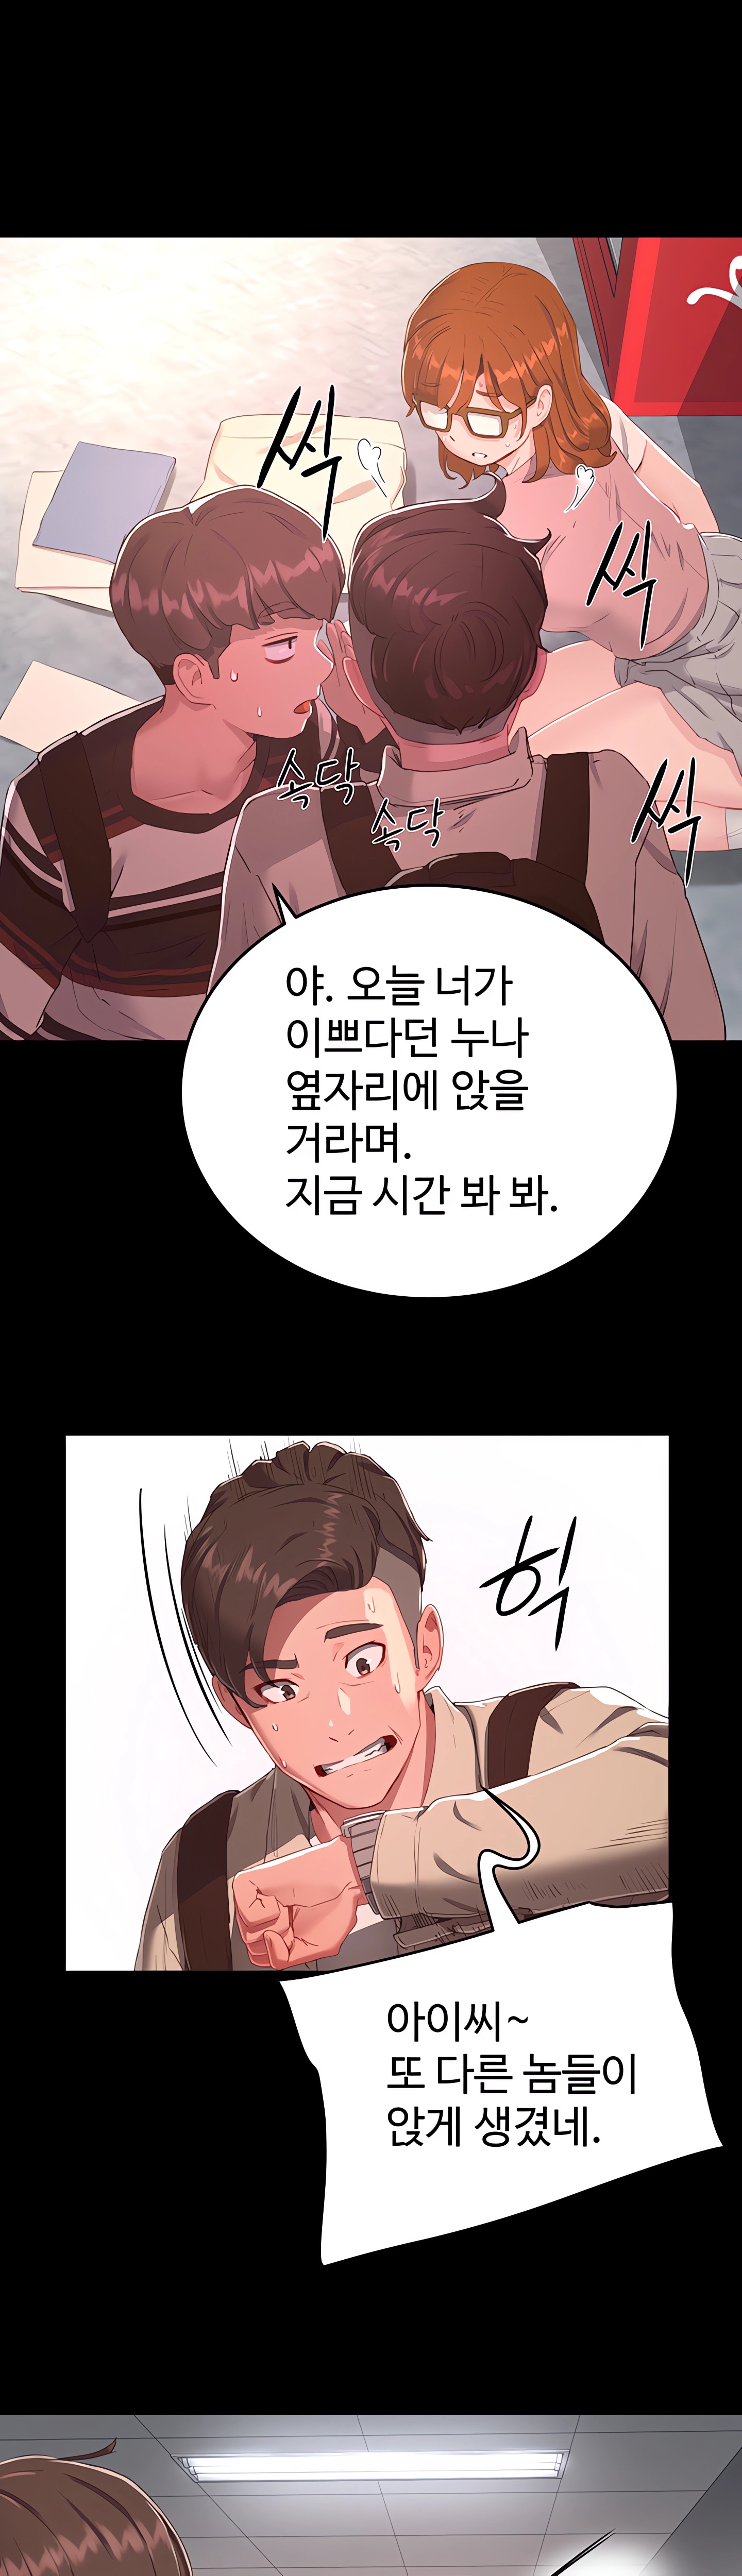 씩
씩
씩
속닥
속닥
야. 오늘 너가
이쁘다던 누나
옆자리에 앉을
거라며.
지금 시간 봐 봐.
헉
아이씨~
또 다른 놈들이
앉게 생겼네.